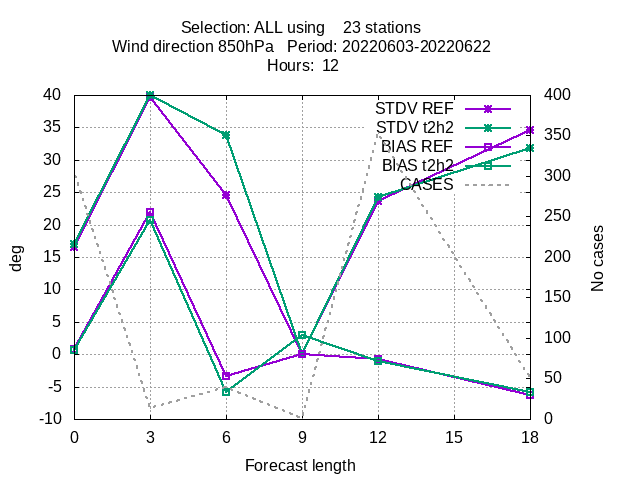 Selection: ALL using    23 stations
Wind direction 850hPa   Period: 20220603-20220622
Hours:  12
STDV REF
STDV t2h2
BIAS REF
BIAS t2h2
CASES
deg
40
35
30
25
20
15
10
5
0
-5
-10
400
350
300
250
200
150
100
50
0
No cases
0 3 6 9 12 15 18
Forecast length